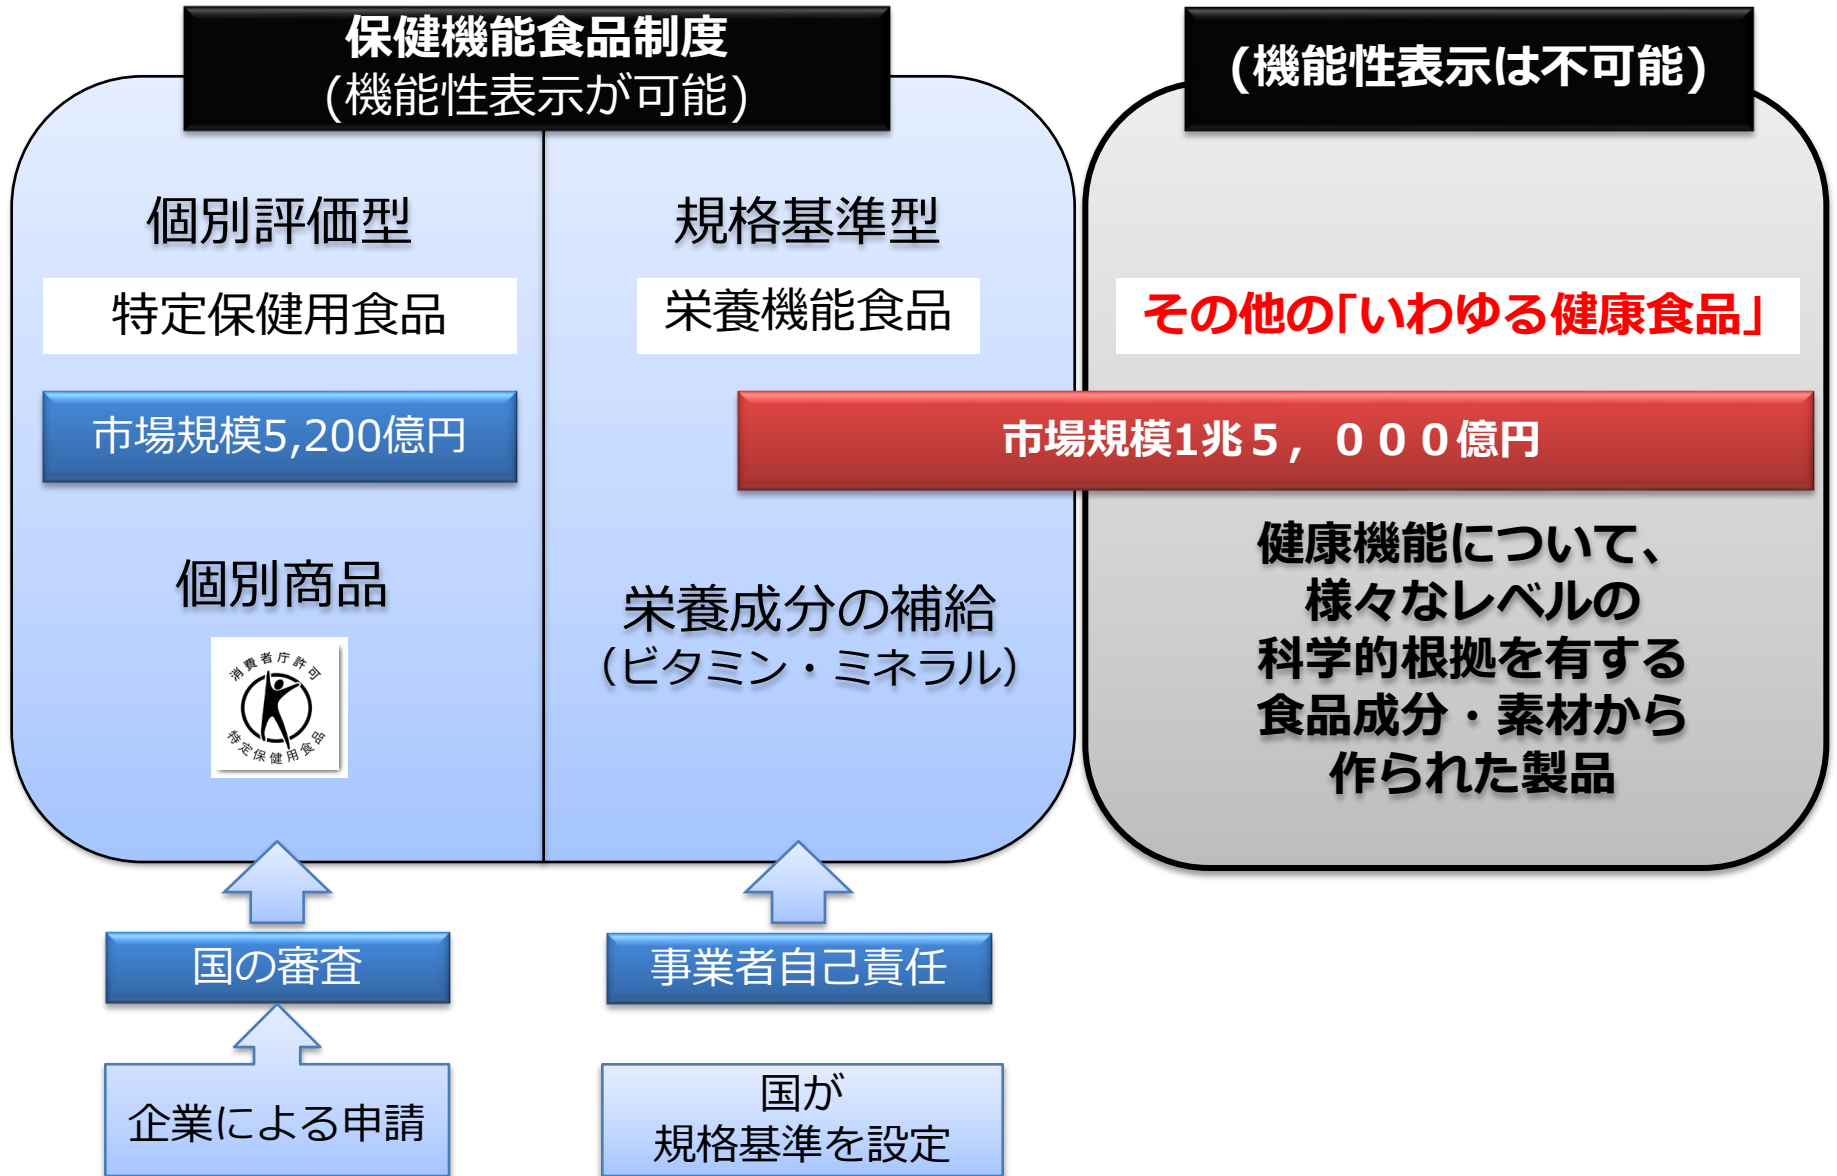 保健機能食品制度
(機能性表示が可能)
(機能性表示は不可能)
個別評価型
特定保健用食品
市場規模5,200億円
個別商品
消費者庁許可
特定保健用食品
規格基準型
栄養機能食品
栄養成分の補給
（ビタミン・ミネラル）
その他の「いわゆる健康食品」
市場規模1兆５，０００億円
健康機能について、
様々なレベルの
科学的根拠を有する
食品成分・素材から
作られた製品
国の審査
企業による申請
事業者自己責任
国が
規格基準を設定